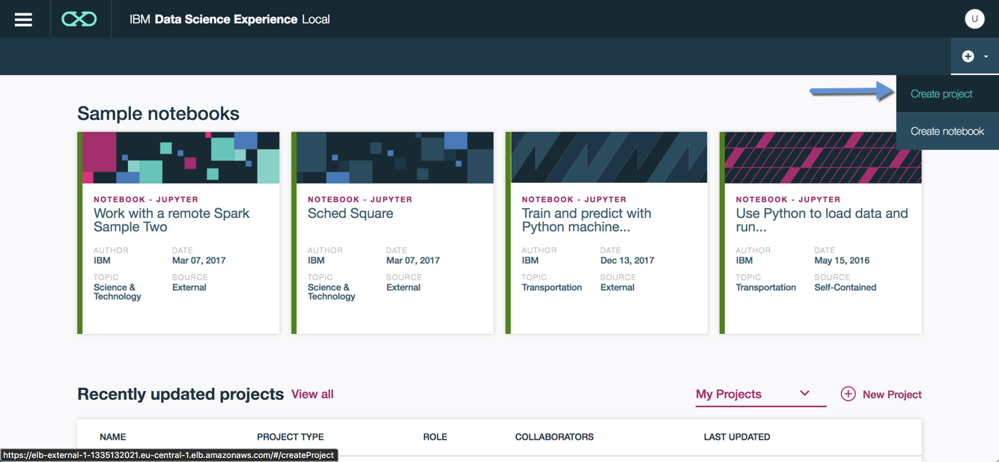 IBM Data Science Experience Local
U
Create project
Create notebook
Sample notebooks
NOTEBOOK - JUPYTER
Work with a remote Spark
Sample Two
AUTHOR
DATE
IBM
Mar 07, 2017
TOPIC
SOURCE
Science &
Technology
External
NOTEBOOK - JUPYTER
Sched Square
AUTHOR
DATE
IBM
Mar 07, 2017
TOPIC
SOURCE
Science &
Technology
External
NOTEBOOK - JUPYTER
Train and predict with
Python machine...
AUTHOR
DATE
IBM
Dec 13, 2017
TOPIC
SOURCE
Transportation
External
NOTEBOOK - JUPYTER
Use Python to load data and
run...
AUTHOR
DATE
IBM
May 15, 2016
TOPIC
SOURCE
Transportation
Self-Contained
Recently updated projects View all
My Projects
New Project
NAME PROJECT TYPE ROLE COLLABORATORS LAST UPDATED
https://elb-external-1-1335132021.eu-central-1.elb.amazonaws.com/#/createProject